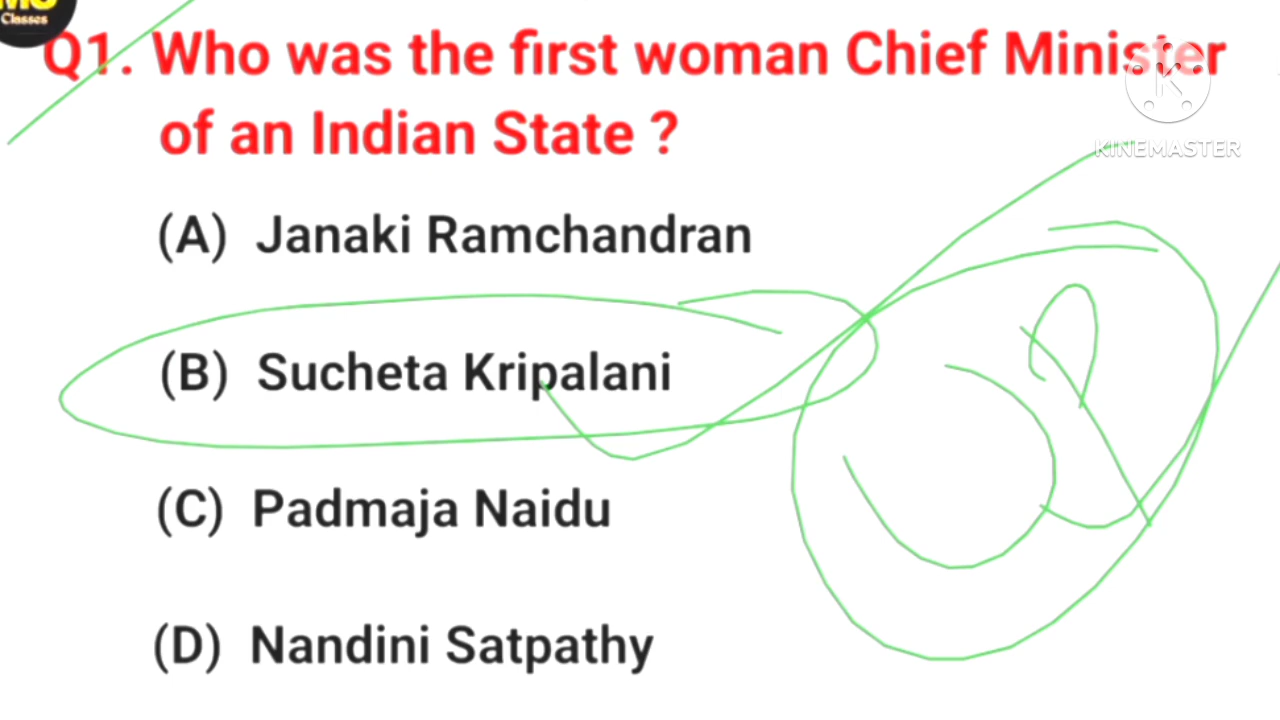 Classes
Q1. Who was the first woman Chief Minister
KINEMASTER
of an Indian State ?
(A) Janaki Ramchandran
(B) Sucheta Kripalani
(C) Padmaja Naidu
(D) Nandini Satpathy